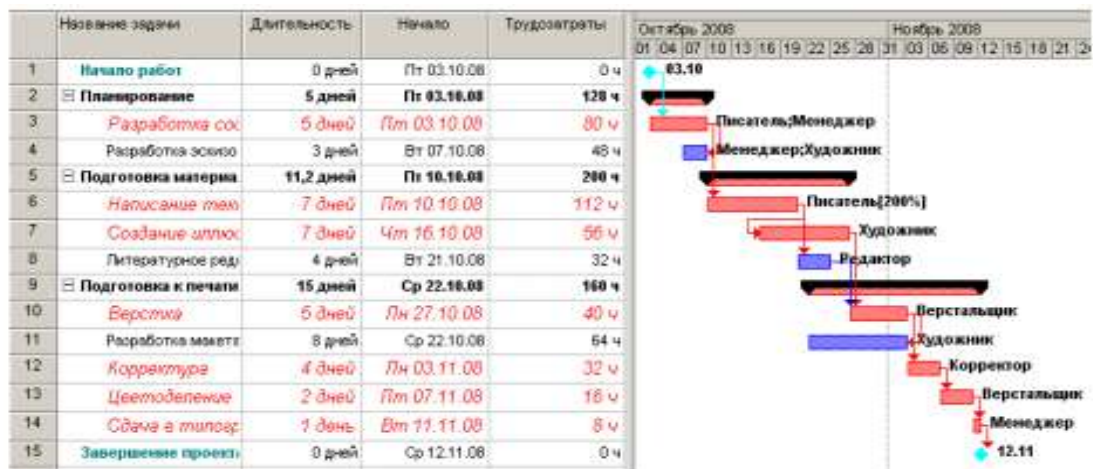 Название задачи Длительность Начало Трудозатраты Октябрь 2008 Ноябрь 2008
01 04 07 10 13 16 19 22 25 28 31 03 06 09 12 15 18 21
1 Начало работ 0 дней Пт 03.10.08 0 ч 03.10
2 Планирование 5 дней Пт 03.10.08 128 ч
3 Разработка сос 5 дней Пт 03.10.08 80 ч Писатель;Менеджер
4 Разработка эскизо 3 дней Вт 07.10.08 48 ч Менеджер;Художник
5 Подготовка материа 11,2 дней Пт 10.10.08 200 ч
6 Написание тек 7 дней Пт 10.10.08 112 ч Писатель[200%]
7 Создание иллюс 7 дней Чт 16.10.08 56 ч Художник
8 Литературное ред 4 дней Вт 21.10.08 32 ч Редактор
9 Подготовка к печати 15 дней Ср 22.10.08 160 ч
10 Верстка 5 дней Пн 27.10.08 40 ч Верстальщик
11 Разработка макета 8 дней Ср 22.10.08 64 ч Художник
12 Корректура 4 дней Пн 03.11.08 32 ч Корректор
13 Цветоделение 2 дней Пт 07.11.08 16 ч Верстальщик
14 Сдача в типогр 1 день Вт 11.11.08 8 ч Менеджер
15 Завершение проект 0 дней Ср 12.11.08 0 ч 12.11